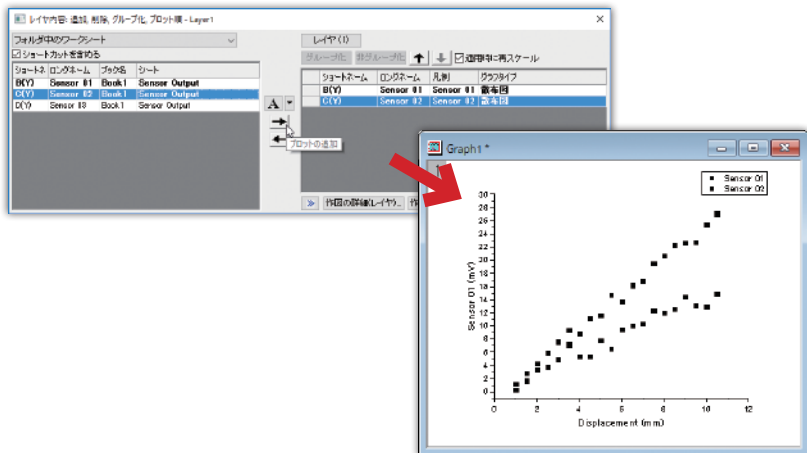 レイヤ内容: 追加, 削除, グループ化, プロット順 - Layer1
フォルダ中のワークシート
ショートカットを含める
ショートネ ロングネーム ブック名 シート
B(Y) Sensor 01 Book1 Sensor Output
C(Y) Sensor 02 Book1 Sensor Output
D(Y) Sensor 03 Book1 Sensor Output
A
プロットの追加
レイヤ(1)
グループ化 非グループ化 適用時に再スケール
ショートネーム ロングネーム 凡例 グラフタイプ
B(Y) Sensor 01 Sensor 01 散布図
C(Y) Sensor 02 Sensor 02 散布図
作図の詳細(レイヤ)... 作
Graph1 *
1
Sensor 01
Sensor 02
Sensor 01 (mV)
30
28
26
24
22
20
18
16
14
12
10
8
6
4
2
0
0 2 4 6 8 10 12
Displacement (mm)